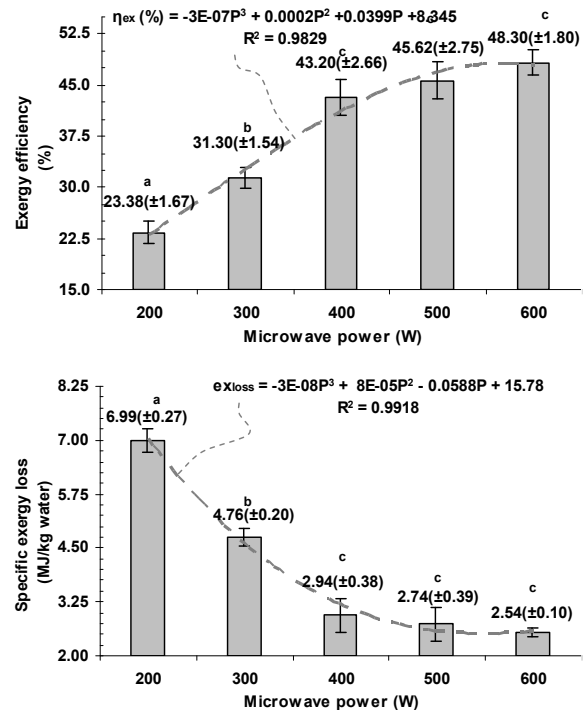 ηex (%) = -3E-07P³ + 0.0002P² +0.0399P +8.345
R² = 0.9829
c
c
c
48.30(±1.80)
45.62(±2.75)
43.20(±2.66)
b
31.30(±1.54)
a
23.38(±1.67)
52.5
45.0
37.5
30.0
22.5
15.0
Exergy efficiency
(%)
200 300 400 500 600
Microwave power (W)
exloss = -3E-08P³ + 8E-05P² - 0.0588P + 15.78
R² = 0.9918
a
6.99(±0.27)
b
4.76(±0.20)
c
2.94(±0.38)
c
2.74(±0.39)
c
2.54(±0.10)
8.25
7.00
5.75
4.50
3.25
2.00
Specific exergy loss
(MJ/kg water)
200 300 400 500 600
Microwave power (W)